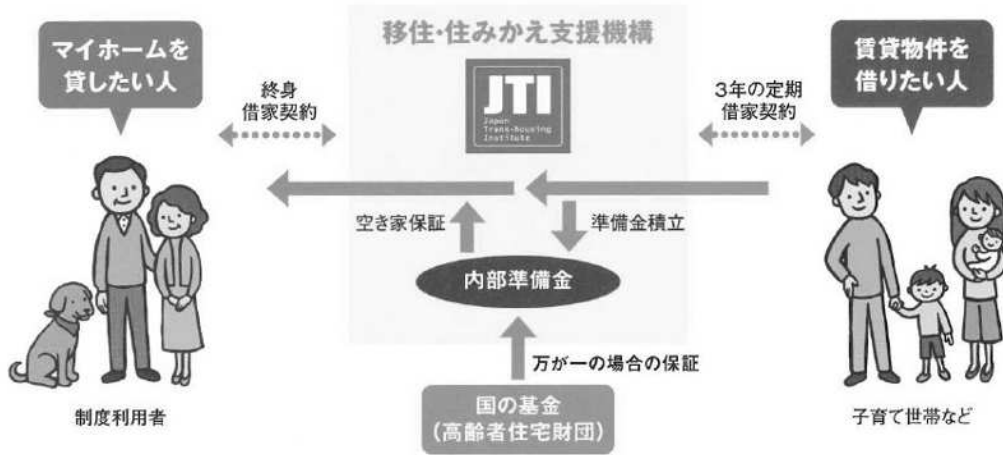 移住・住みかえ支援機構
マイホームを
貸したい人
終身
借家契約
JTI
Japan
Trans-Housing
Institute
3年の定期
借家契約
賃貸物件を
借りたい人
空き家保証
準備金積立
内部準備金
万が一の場合の保証
国の基金
(高齢者住宅財団)
制度利用者
子育て世帯など